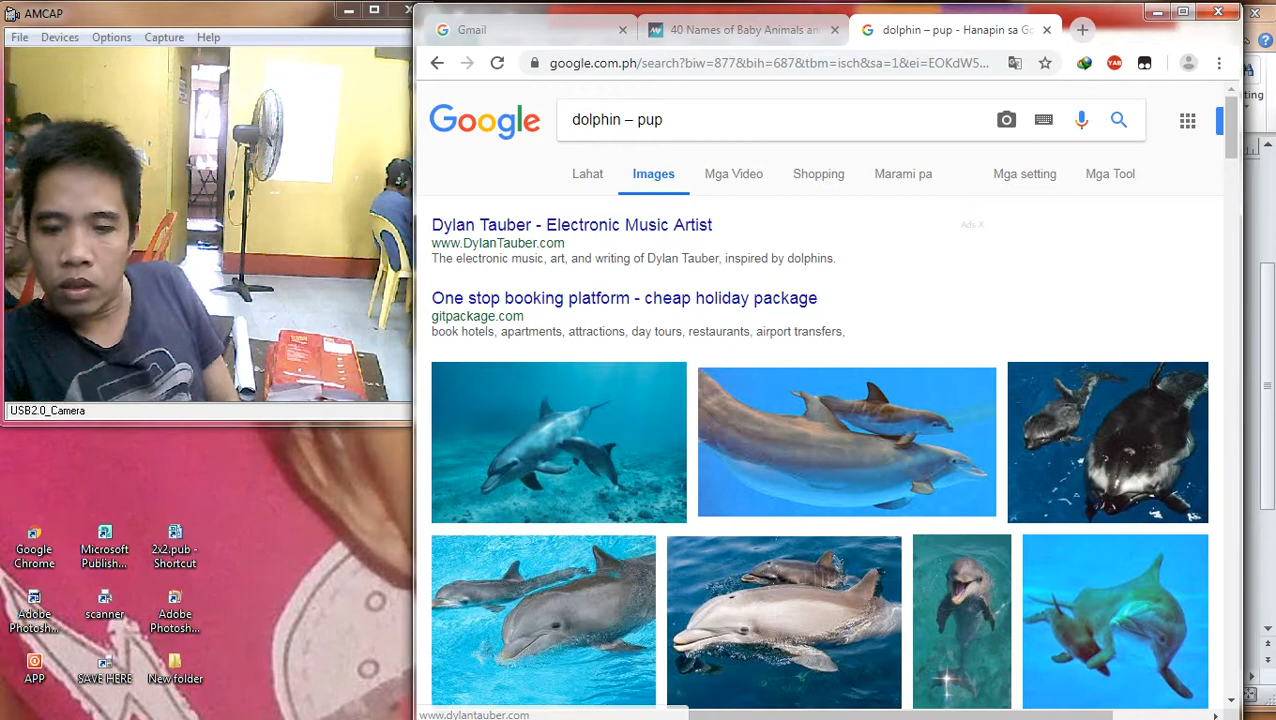 AMCAP
File Devices Options Capture Help
USB2.0_Camera
Google Chrome
Microsoft Publish...
2x2.pub - Shortcut
Adobe Photosh...
scanner
Adobe Photosh...
APP
SAVE HERE
New folder
Gmail
40 Names of Baby Animals an
dolphin – pup - Hanapin sa Go
google.com.ph/search?biw=877&bih=687&tbm=isch&sa=1&ei=EOKdW5...
Google
dolphin – pup
Lahat Images Mga Video Shopping Marami pa Mga setting Mga Tool
Dylan Tauber - Electronic Music Artist
Ads X
www.DylanTauber.com
The electronic music, art, and writing of Dylan Tauber, inspired by dolphins.
One stop booking platform - cheap holiday package
gitpackage.com
book hotels, apartments, attractions, day tours, restaurants, airport transfers,
www.dylantauber.com
ting